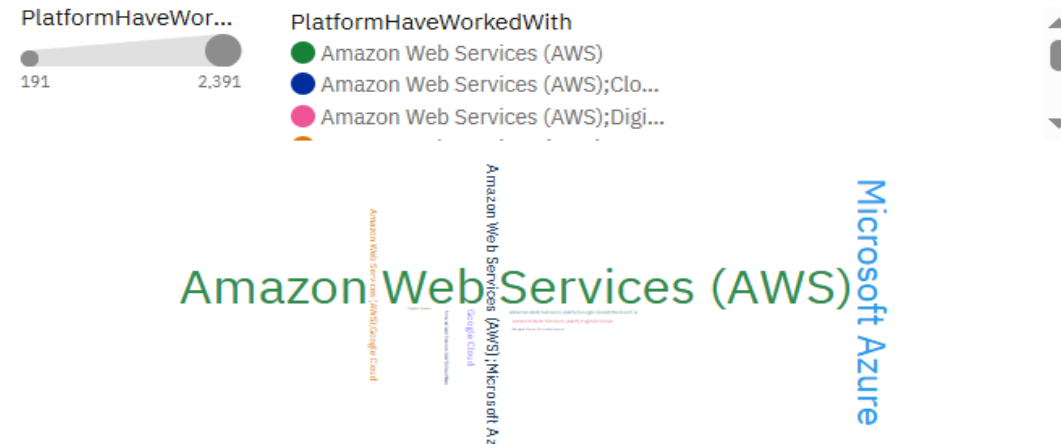 PlatformHaveWor...
191
2,391
PlatformHaveWorkedWith
Amazon Web Services (AWS)
Amazon Web Services (AWS);Clo...
Amazon Web Services (AWS);Digi...
Amazon Web Services (AWS);Google Cloud
Amazon Web Services (AWS)
Google Cloud
Amazon Web Services (AWS);Microsoft Az
Microsoft Azure